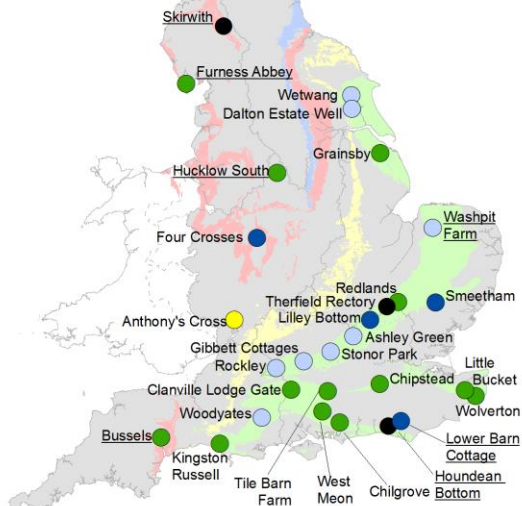 Skirwith
Furness Abbey
Wetwang
Dalton Estate Well
Grainsby
Hucklow South
Washpit
Farm
Four Crosses
Redlands
Therfield Rectory
Smeetham
Lilley Bottom
Anthony's Cross
Ashley Green
Gibbett Cottages
Stonor Park
Rockley
Little
Bucket
Clanville Lodge Gate
Chipstead
Woodyates
Wolverton
Bussels
Lower Barn
Cottage
Kingston
Russell
Tile Barn
Farm
West
Meon
Chilgrove
Houndean
Bottom